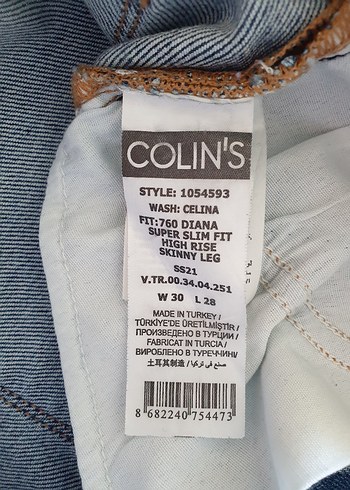 COLIN'S
STYLE: 1054593
WASH: CELINA
FIT:760 DIANA
SUPER SLIM FIT
HIGH RISE
SKINNY LEG
SS21
V.TR.00.34.04.251
W 30 L 28
MADE IN TURKEY /
TÜRKİYE'DE ÜRETİLMİŞTİR /
ПРОИЗВЕДЕНО В ТУРЦИИ /
FABRICAT IN TURCIA /
ВИРОБЛЕНО В ТУРЕЧЧИНІ/
土耳其制造 / صنع في تركيا
8 682240 754473